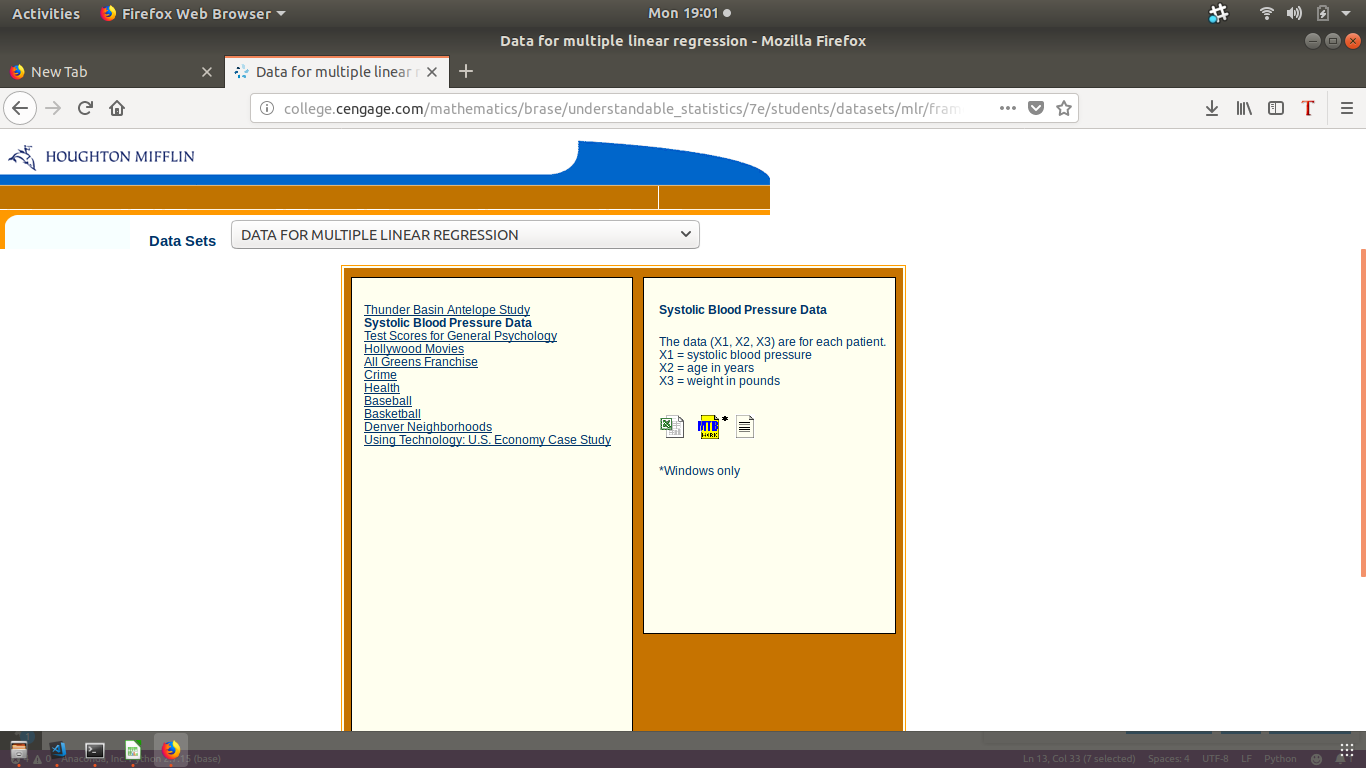 Activities Firefox Web Browser Mon 19:01
Data for multiple linear regression - Mozilla Firefox
New Tab Data for multiple linear r
college.cengage.com/mathematics/brase/understandable_statistics/7e/students/datasets/mlr/fram
HOUGHTON MIFFLIN
Data Sets DATA FOR MULTIPLE LINEAR REGRESSION
Thunder Basin Antelope Study
Systolic Blood Pressure Data
Test Scores for General Psychology
Hollywood Movies
All Greens Franchise
Crime
Health
Baseball
Basketball
Denver Neighborhoods
Using Technology: U.S. Economy Case Study
Systolic Blood Pressure Data
The data (X1, X2, X3) are for each patient.
X1 = systolic blood pressure
X2 = age in years
X3 = weight in pounds
MTB *
*Windows only
Ln 13, Col 33 (7 selected) Spaces: 4 UTF-8 LF Python